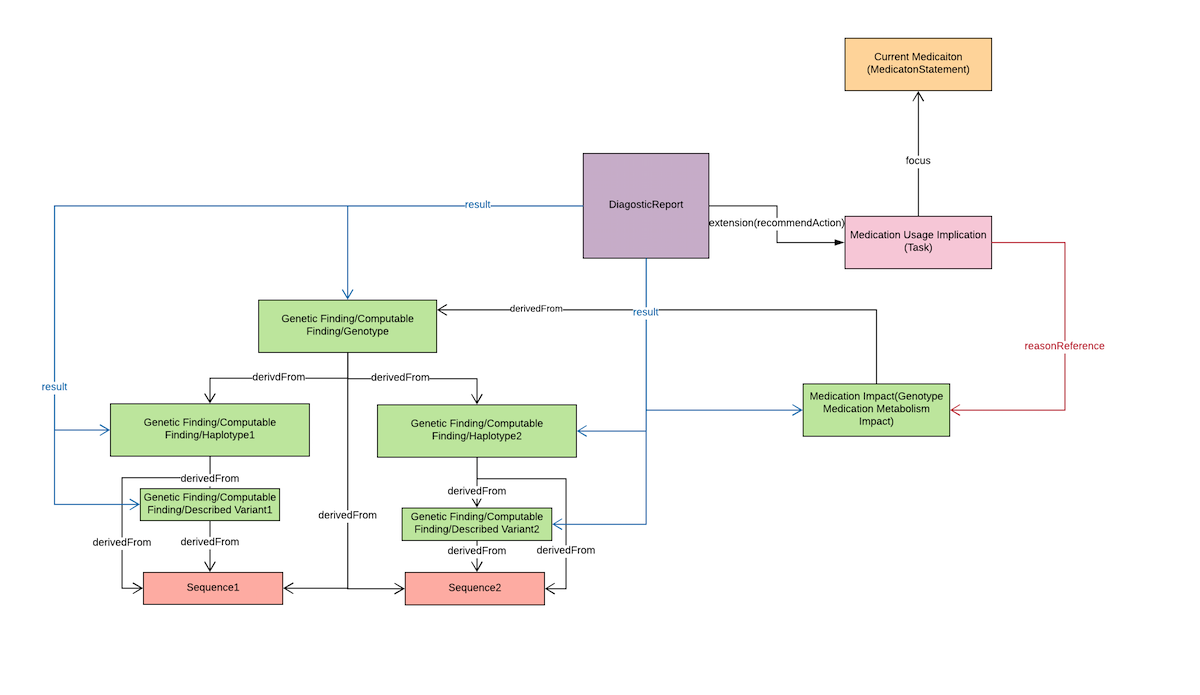 Current Medicaiton
(MedicatonStatement)
focus
DiagosticReport
result
extension(recommendAction)
Medication Usage Implication
(Task)
derivedFrom
result
Genetic Finding/Computable
Finding/Genotype
reasonReference
derivdFrom
derivedFrom
result
Medication Impact(Genotype
Medication Metabolism
Impact)
Genetic Finding/Computable
Finding/Haplotype1
Genetic Finding/Computable
Finding/Haplotype2
derivedFrom
derivedFrom
Genetic Finding/Computable
Finding/Described Variant1
derivedFrom
Genetic Finding/Computable
Finding/Described Variant2
derivedFrom
derivedFrom
derivedFrom
derivedFrom
Sequence1
Sequence2